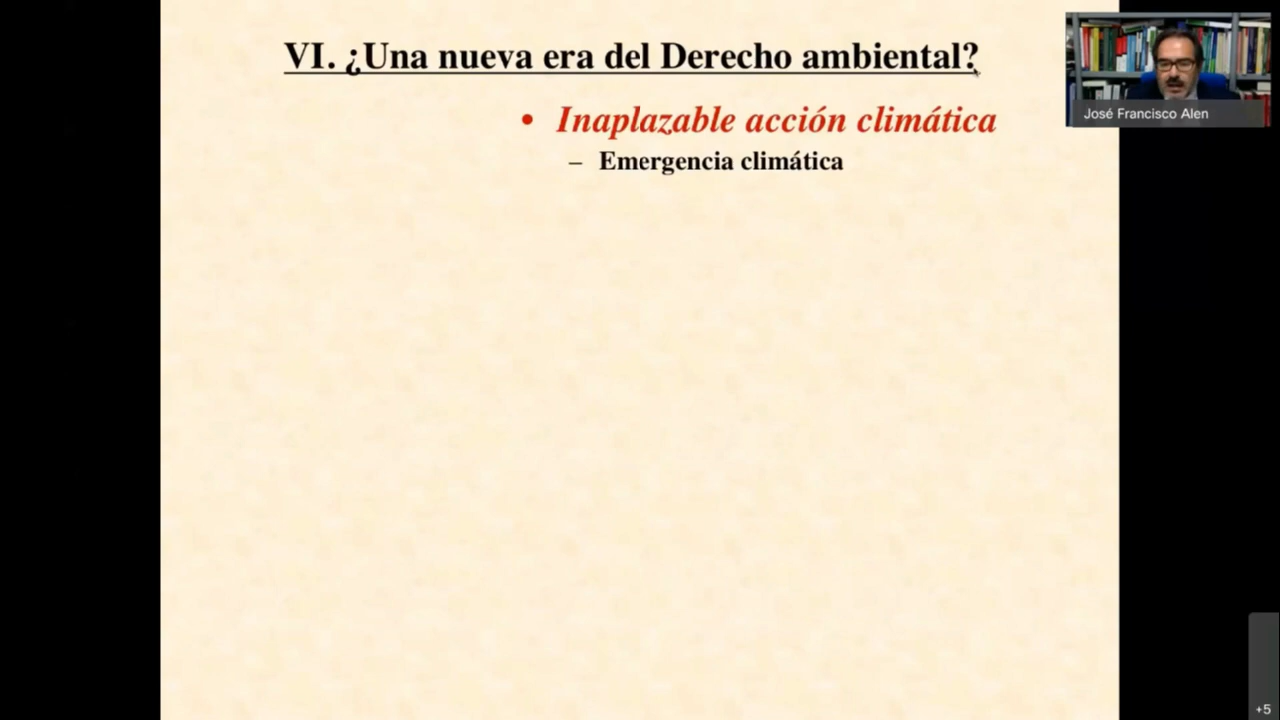 VI. ¿Una nueva era del Derecho ambiental?
• Inaplazable acción climática
– Emergencia climática
José Francisco Alen
+5